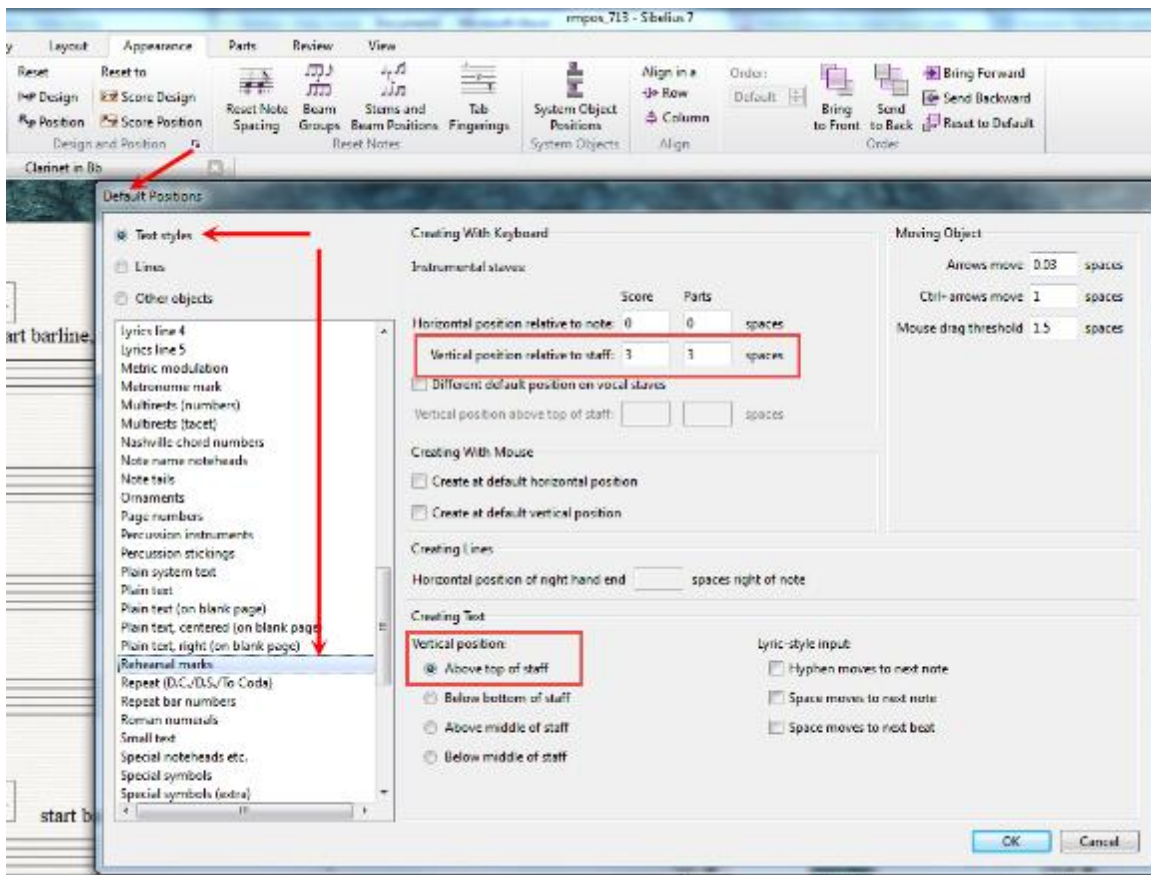 rmpos_713 - Sibelius 7
y Layout Appearance Parts Review View
Reset Reset to
Design Score Design
Position Score Position
Design and Position
Reset Note Spacing
Beam Groups
Stems and Beam Positions
Tab Fingerings
Reset Notes
System Object Positions
System Objects
Align in a
Row
Column
Align
Order:
Default
Bring to Front
Send to Back
Bring Forward
Send Backward
Reset to Default
Order
Clarinet in Bb
Default Positions
Text styles
Lines
Other objects
art barline,
start ba
Lyrics line 4
Lyrics line 5
Metric modulation
Metronome mark
Multirests (numbers)
Multirests (tacet)
Nashville chord numbers
Note name noteheads
Note tails
Ornaments
Page numbers
Percussion instruments
Percussion stickings
Plain system text
Plain text
Plain text (on blank page)
Plain text, centered (on blank page)
Plain text, right (on blank page)
Rehearsal marks
Repeat (D.C./D.S./To Coda)
Repeat bar numbers
Roman numerals
Small text
Special noteheads etc.
Special symbols
Special symbols (extra)
Creating With Keyboard
Instrumental staves:
Score Parts
Horizontal position relative to note: 0 0 spaces
Vertical position relative to staff: 3 3 spaces
Different default position on vocal staves
Vertical position above top of staff: spaces
Creating With Mouse
Create at default horizontal position
Create at default vertical position
Creating Lines
Horizontal position of right hand end spaces right of note
Creating Text
Vertical position:
Above top of staff
Below bottom of staff
Above middle of staff
Below middle of staff
Lyric-style input:
Hyphen moves to next note
Space moves to next note
Space moves to next beat
Moving Object
Arrows move 0.03 spaces
Ctrl+arrows move 1 spaces
Mouse drag threshold 1.5 spaces
OK Cancel